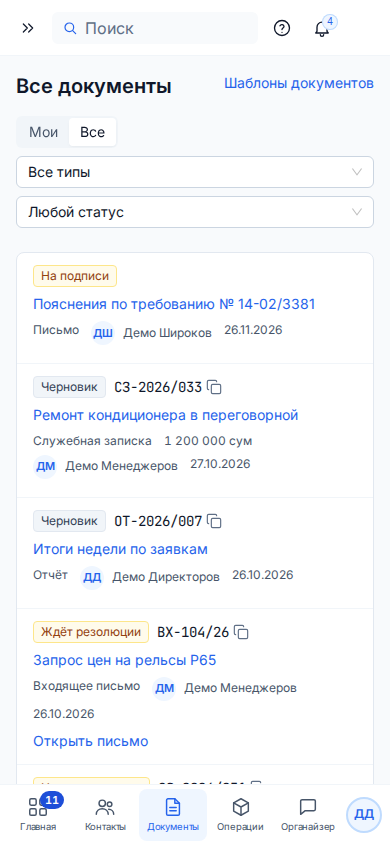 Поиск
4
Все документы
Шаблоны документов
Мои Все
Все типы
Любой статус
На подписи
Пояснения по требованию № 14-02/3381
Письмо ДШ Демо Широков 26.11.2026
Черновик СЗ-2026/033
Ремонт кондиционера в переговорной
Служебная записка 1 200 000 сум
ДМ Демо Менеджеров 27.10.2026
Черновик ОТ-2026/007
Итоги недели по заявкам
Отчёт ДД Демо Директоров 26.10.2026
Ждёт резолюции ВХ-104/26
Запрос цен на рельсы Р65
Входящее письмо ДМ Демо Менеджеров
26.10.2026
Открыть письмо
11
Главная Контакты Документы Операции Органайзер ДД